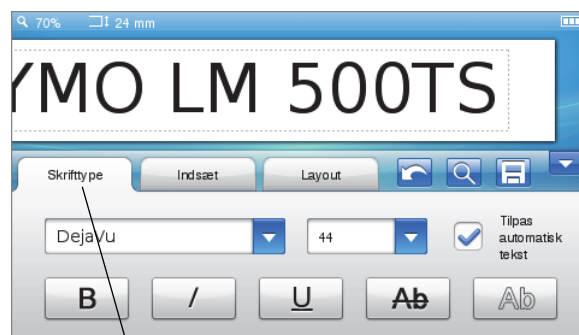 70% 24 mm
YMO LM 500TS
Skrifttype Indsæt Layout
DejaVu 44 Tilpas
automatisk
tekst
B I U Ab Ab